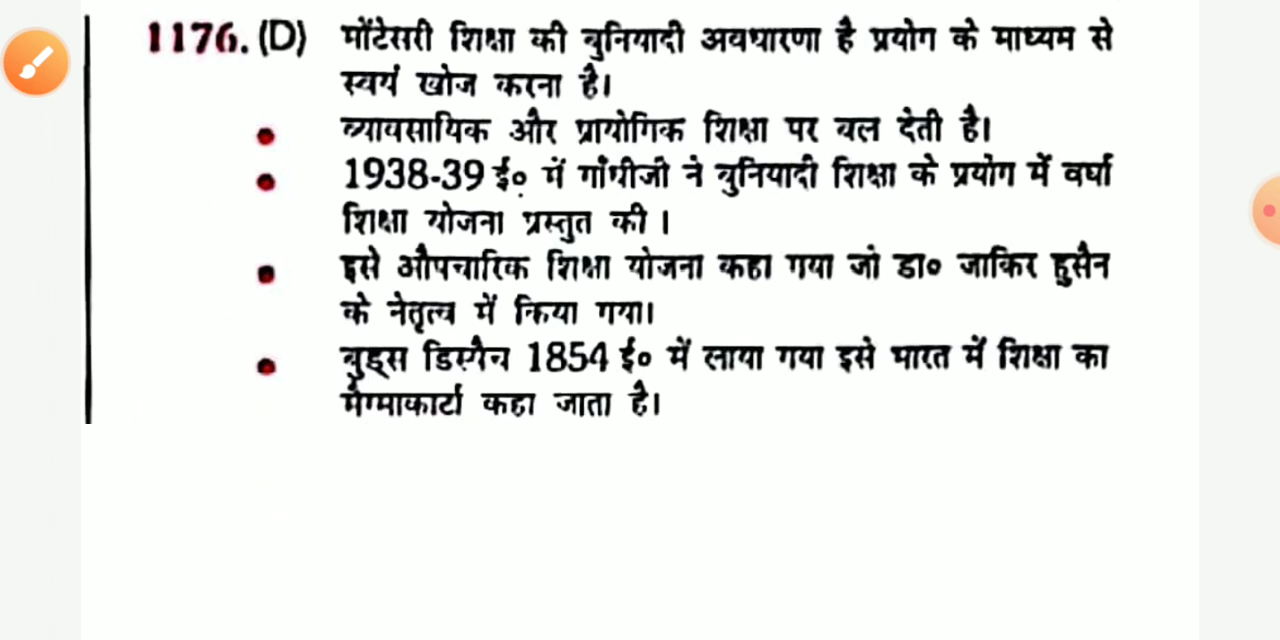 1176. (D) मोंटेसरी शिक्षा की बुनियादी अवधारणा है प्रयोग के माध्यम से
स्वयं खोज करना है।
• व्यावसायिक और प्रायोगिक शिक्षा पर बल देती है।
• 1938-39 ई० में गाँधीजी ने बुनियादी शिक्षा के प्रयोग में वर्धा
शिक्षा योजना प्रस्तुत की ।
• इसे औपचारिक शिक्षा योजना कहा गया जो डा० जाकिर हुसैन
के नेतृत्व में किया गया।
• वुड्स डिस्पैच 1854 ई० में लाया गया इसे भारत में शिक्षा का
मैग्माकार्टा कहा जाता है।